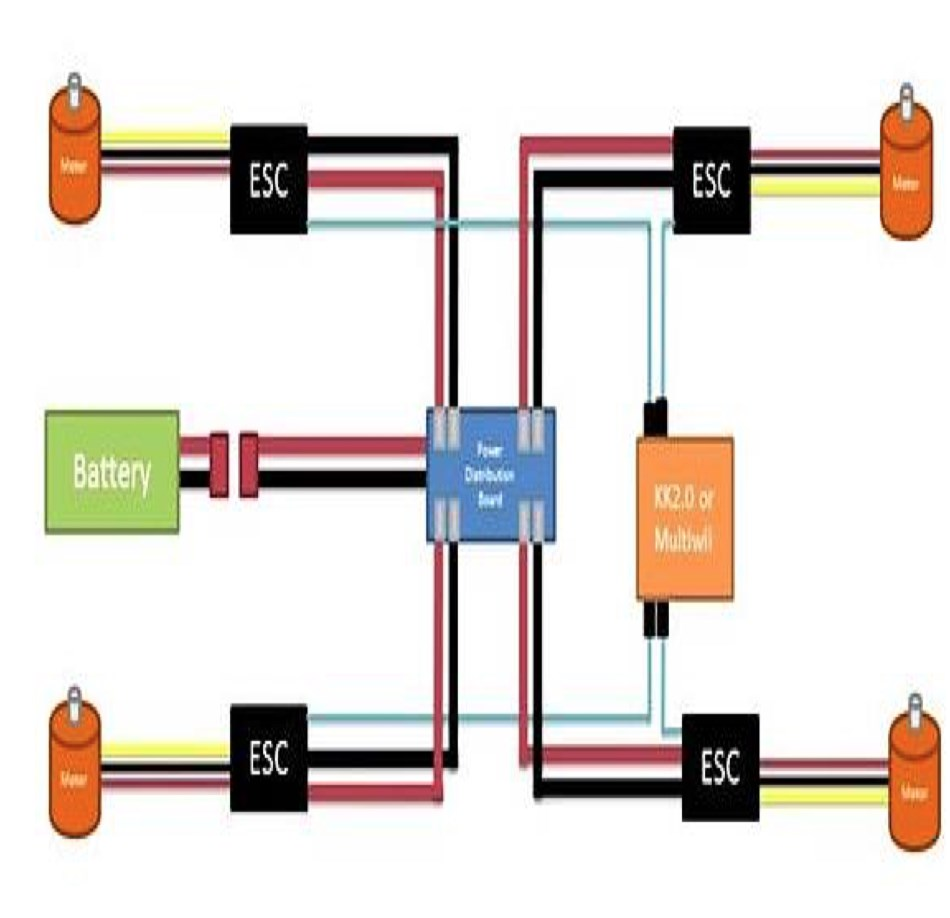 Motor
ESC
ESC
Motor
Battery
Power
Distribution
Board
KK2.0 or
Multiwii
Motor
ESC
ESC
Motor